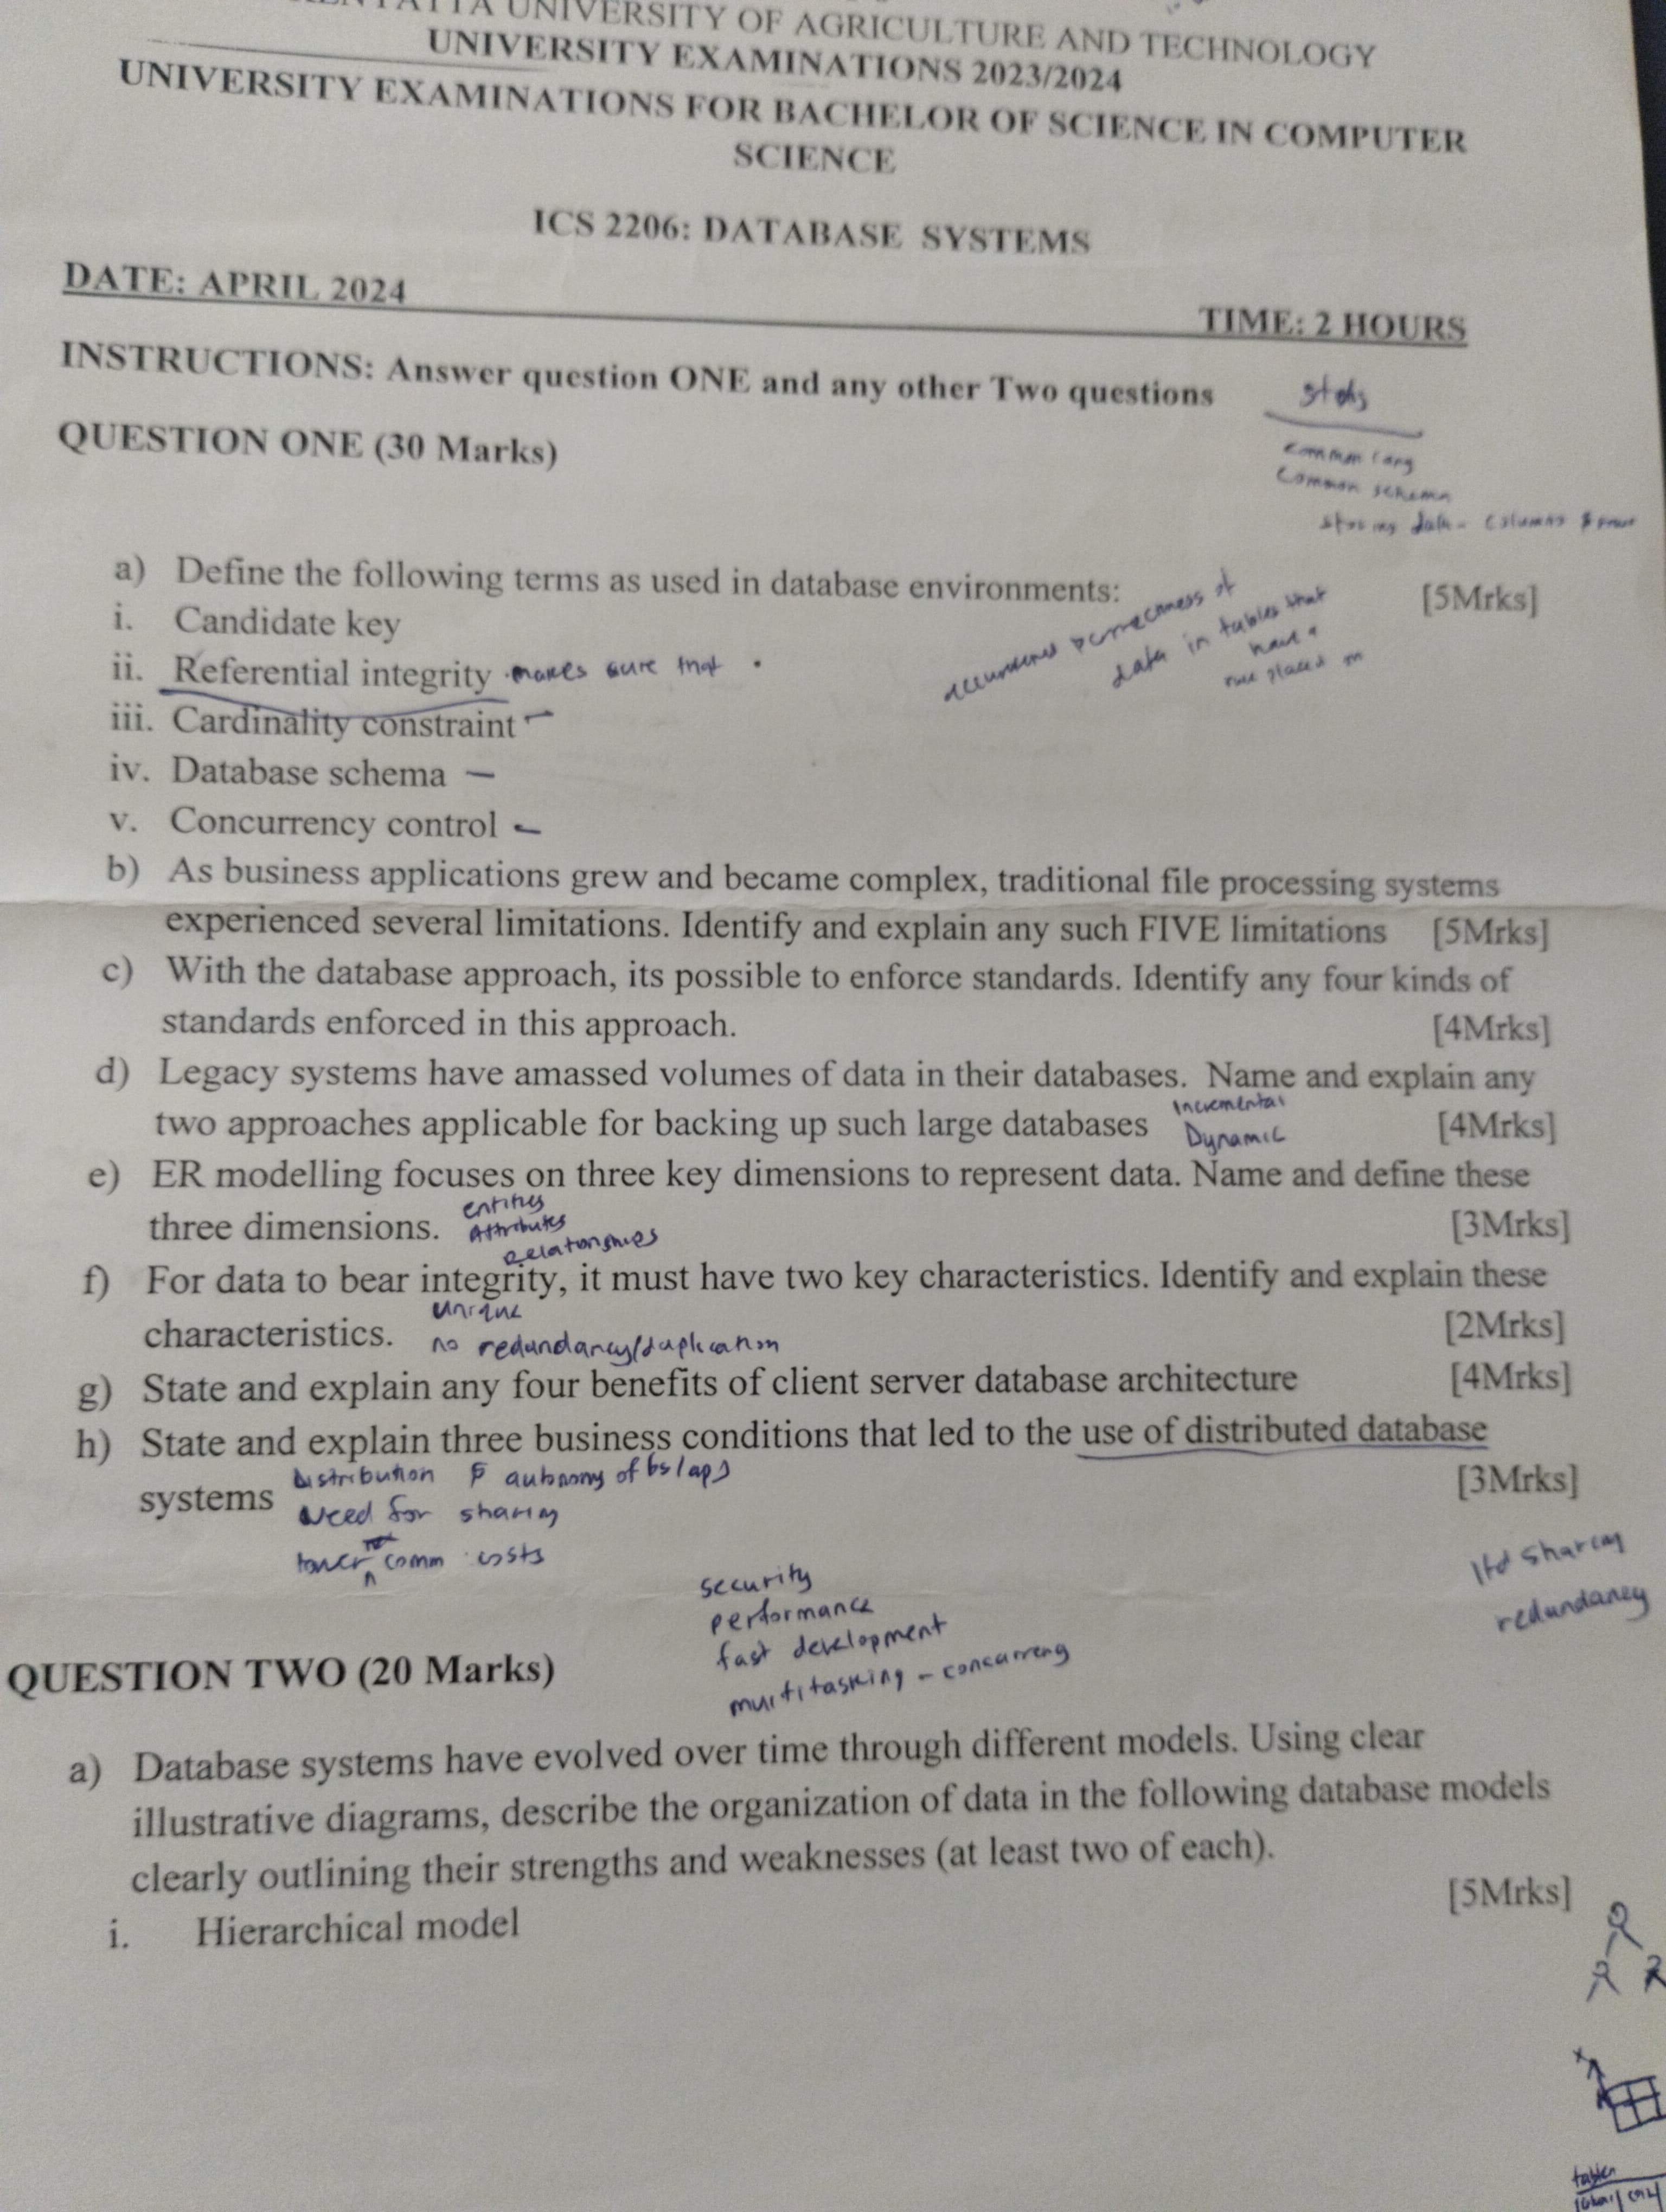 UNIVERSITY OF AGRICULTURE AND TECHNOLOGY
UNIVERSITY EXAMINATIONS 2023/2024
UNIVERSITY EXAMINATIONS FOR BACHELOR OF SCIENCE IN COMPUTER
SCIENCE
ICS 2206: DATABASE SYSTEMS
DATE: APRIL 2024
TIME: 2 HOURS
INSTRUCTIONS: Answer question ONE and any other Two questions
QUESTION ONE (30 Marks)
common lang
common schema
storing data - columns &
a) Define the following terms as used in database environments: [5Mrks]
i. Candidate key
ii. Referential integrity makes sure that
data in tables that
have a
rule placed on
iii. Cardinality constraint -
iv. Database schema -
v. Concurrency control -
b) As business applications grew and became complex, traditional file processing systems
experienced several limitations. Identify and explain any such FIVE limitations [5Mrks]
c) With the database approach, its possible to enforce standards. Identify any four kinds of
standards enforced in this approach. [4Mrks]
d) Legacy systems have amassed volumes of data in their databases. Name and explain any
Incremental
two approaches applicable for backing up such large databases Dynamic [4Mrks]
e) ER modelling focuses on three key dimensions to represent data. Name and define these
entities
three dimensions. Attributes [3Mrks]
Relationships
f) For data to bear integrity, it must have two key characteristics. Identify and explain these
unique
characteristics. no redundancy/duplication [2Mrks]
g) State and explain any four benefits of client server database architecture [4Mrks]
h) State and explain three business conditions that led to the use of distributed database
Distribution & autonomy of bs/aps
systems [3Mrks]
Need for sharing
comm costs
ltd sharing
redundancy
security
performance
fast development
multitasking - concurrency
QUESTION TWO (20 Marks)
a) Database systems have evolved over time through different models. Using clear
illustrative diagrams, describe the organization of data in the following database models
clearly outlining their strengths and weaknesses (at least two of each).
[5Mrks]
i. Hierarchical model